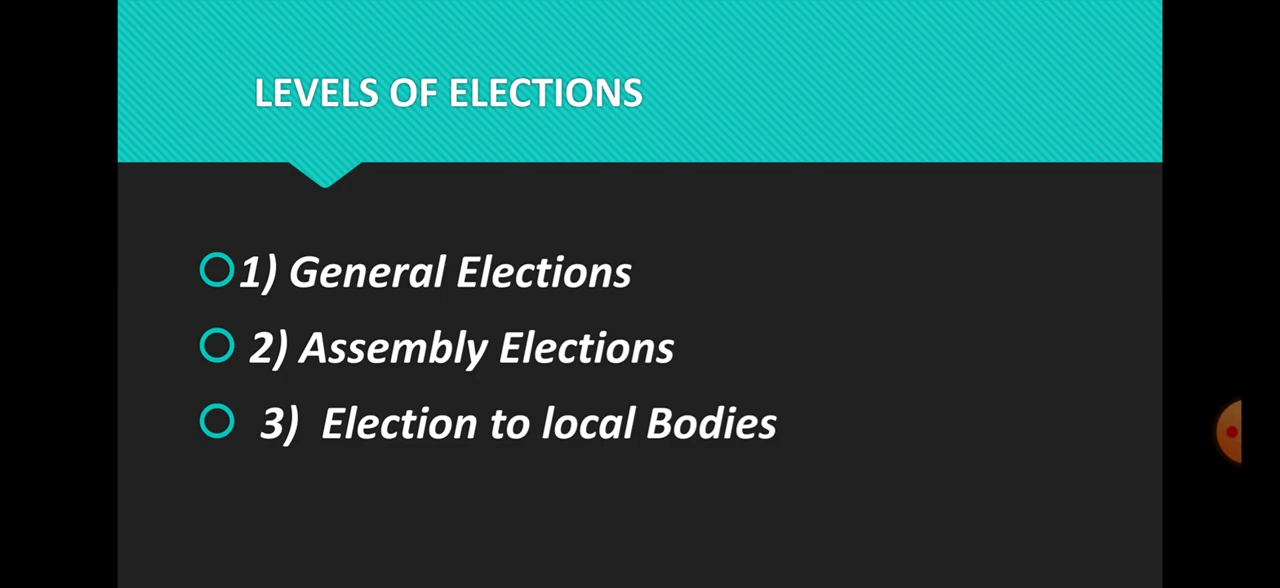 LEVELS OF ELECTIONS
1) General Elections
2) Assembly Elections
3) Election to local Bodies